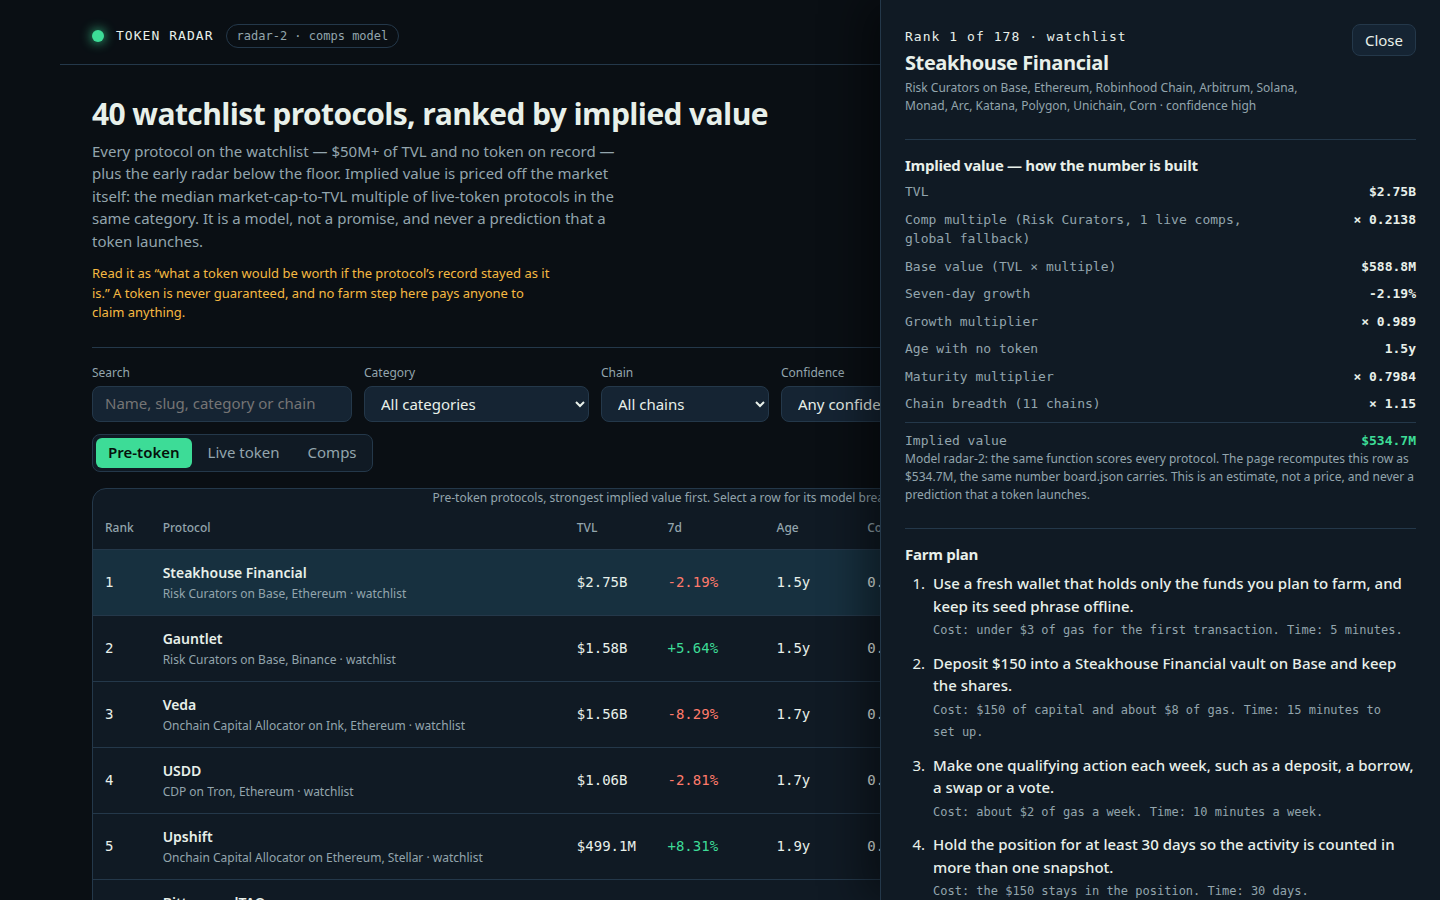 TOKEN RADAR
radar-2 · comps model
40 watchlist protocols, ranked by implied value
Every protocol on the watchlist — $50M+ of TVL and no token on record —
plus the early radar below the floor. Implied value is priced off the market
itself: the median market-cap-to-TVL multiple of live-token protocols in the
same category. It is a model, not a promise, and never a prediction that a
token launches.
Read it as “what a token would be worth if the protocol’s record stayed as it
is.” A token is never guaranteed, and no farm step here pays anyone to
claim anything.
Search Category Chain Confidence
Name, slug, category or chain All categories All chains Any confide
Pre-token Live token Comps
Pre-token protocols, strongest implied value first. Select a row for its model brea
Rank Protocol TVL 7d Age Co
1 Steakhouse Financial $2.75B -2.19% 1.5y 0.
Risk Curators on Base, Ethereum · watchlist
2 Gauntlet $1.58B +5.64% 1.5y 0.
Risk Curators on Base, Binance · watchlist
3 Veda $1.56B -8.29% 1.7y 0.
Onchain Capital Allocator on Ink, Ethereum · watchlist
4 USDD $1.06B -2.81% 1.7y 0.
CDP on Tron, Ethereum · watchlist
5 Upshift $499.1M +8.31% 1.9y 0.
Onchain Capital Allocator on Ethereum, Stellar · watchlist
Rank 1 of 178 · watchlist
Close
Steakhouse Financial
Risk Curators on Base, Ethereum, Robinhood Chain, Arbitrum, Solana,
Monad, Arc, Katana, Polygon, Unichain, Corn · confidence high
Implied value — how the number is built
TVL $2.75B
Comp multiple (Risk Curators, 1 live comps, × 0.2138
global fallback)
Base value (TVL × multiple) $588.8M
Seven-day growth -2.19%
Growth multiplier × 0.989
Age with no token 1.5y
Maturity multiplier × 0.7984
Chain breadth (11 chains) × 1.15
Implied value $534.7M
Model radar-2: the same function scores every protocol. The page recomputes this row as
$534.7M, the same number board.json carries. This is an estimate, not a price, and never a
prediction that a token launches.
Farm plan
1. Use a fresh wallet that holds only the funds you plan to farm, and
keep its seed phrase offline.
Cost: under $3 of gas for the first transaction. Time: 5 minutes.
2. Deposit $150 into a Steakhouse Financial vault on Base and keep
the shares.
Cost: $150 of capital and about $8 of gas. Time: 15 minutes to
set up.
3. Make one qualifying action each week, such as a deposit, a borrow,
a swap or a vote.
Cost: about $2 of gas a week. Time: 10 minutes a week.
4. Hold the position for at least 30 days so the activity is counted in
more than one snapshot.
Cost: the $150 stays in the position. Time: 30 days.